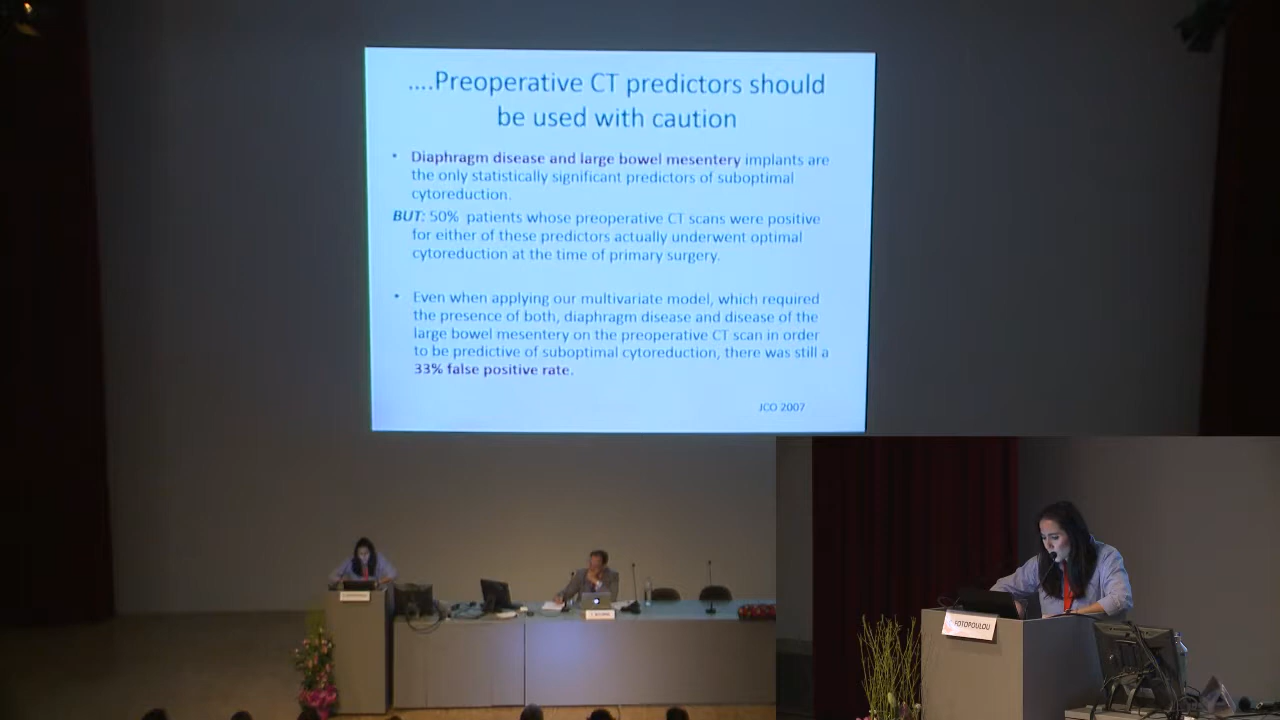 ....Preoperative CT predictors should
be used with caution
• Diaphragm disease and large bowel mesentery implants are
the only statistically significant predictors of suboptimal
cytoreduction.
BUT: 50% patients whose preoperative CT scans were positive
for either of these predictors actually underwent optimal
cytoreduction at the time of primary surgery.
• Even when applying our multivariate model, which required
the presence of both, diaphragm disease and disease of the
large bowel mesentery on the preoperative CT scan in order
to be predictive of suboptimal cytoreduction, there was still a
33% false positive rate.
JCO 2007
FOTOPOULOU